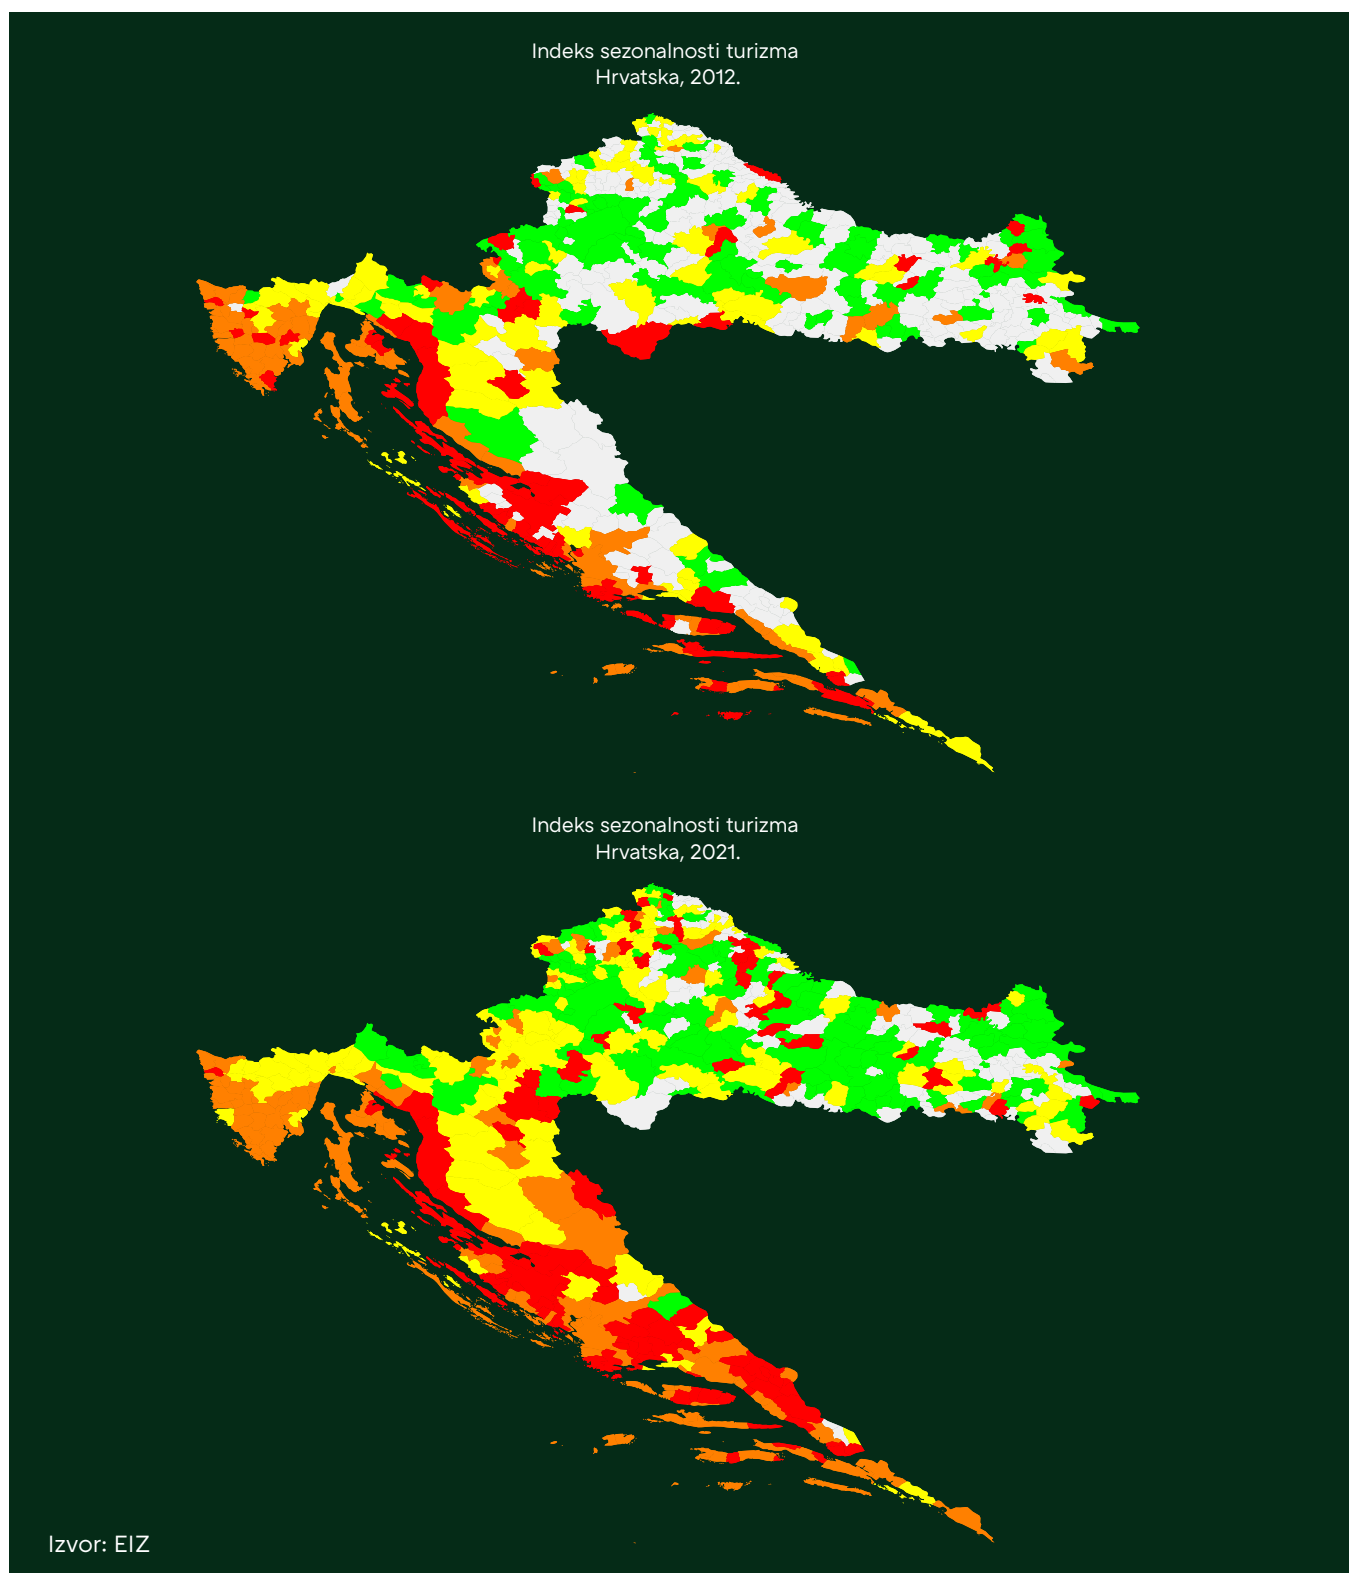 Indeks sezonalnosti turizma
Hrvatska, 2012.
Indeks sezonalnosti turizma
Hrvatska, 2021.
Izvor: EIZ